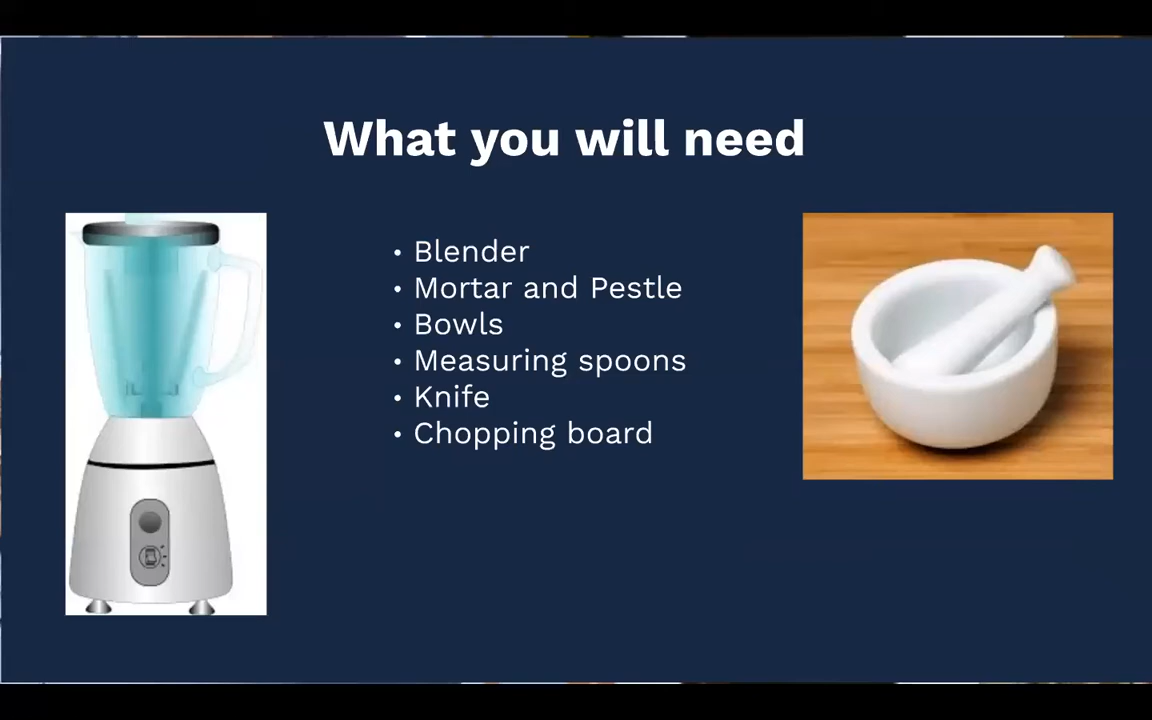 What you will need
• Blender
• Mortar and Pestle
• Bowls
• Measuring spoons
• Knife
• Chopping board